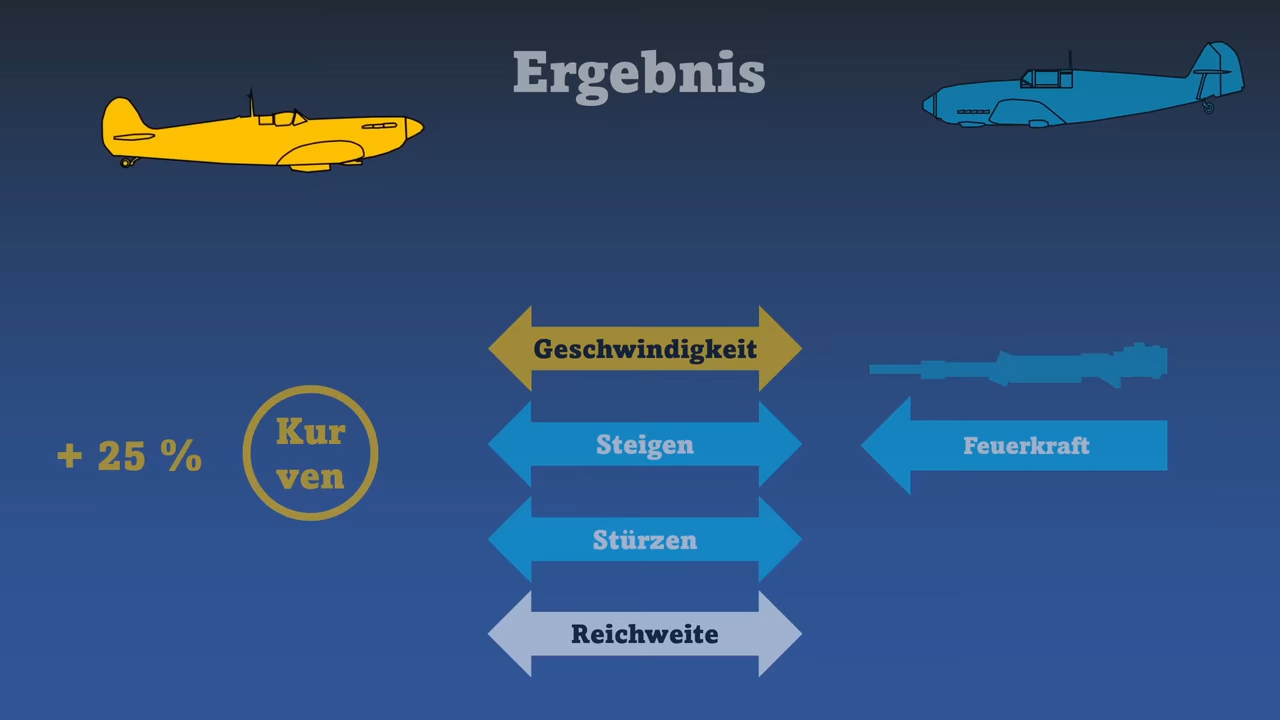 Ergebnis
+ 25 %
Kur
ven
Geschwindigkeit
Steigen
Stürzen
Reichweite
Feuerkraft